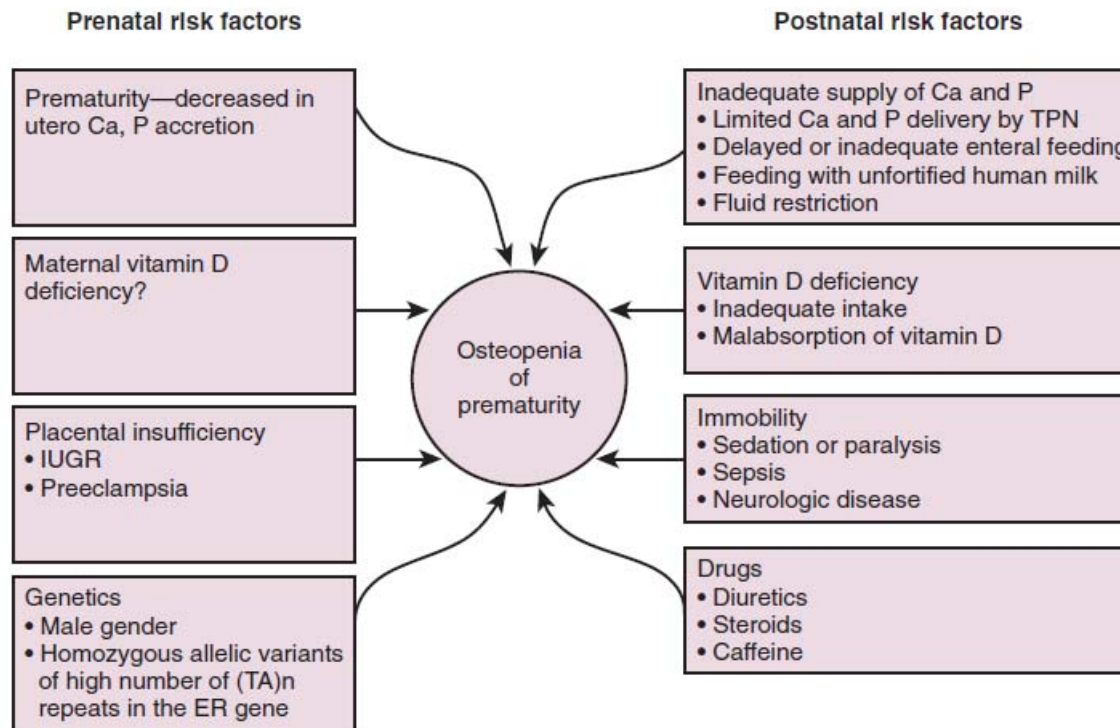 Prenatal risk factors
Prematurity—decreased in
utero Ca, P accretion
Maternal vitamin D
deficiency?
Placental insufficiency
• IUGR
• Preeclampsia
Genetics
• Male gender
• Homozygous allelic variants
of high number of (TA)n
repeats in the ER gene
Osteopenia
of
prematurity
Postnatal risk factors
Inadequate supply of Ca and P
• Limited Ca and P delivery by TPN
• Delayed or inadequate enteral feeding
• Feeding with unfortified human milk
• Fluid restriction
Vitamin D deficiency
• Inadequate intake
• Malabsorption of vitamin D
Immobility
• Sedation or paralysis
• Sepsis
• Neurologic disease
Drugs
• Diuretics
• Steroids
• Caffeine